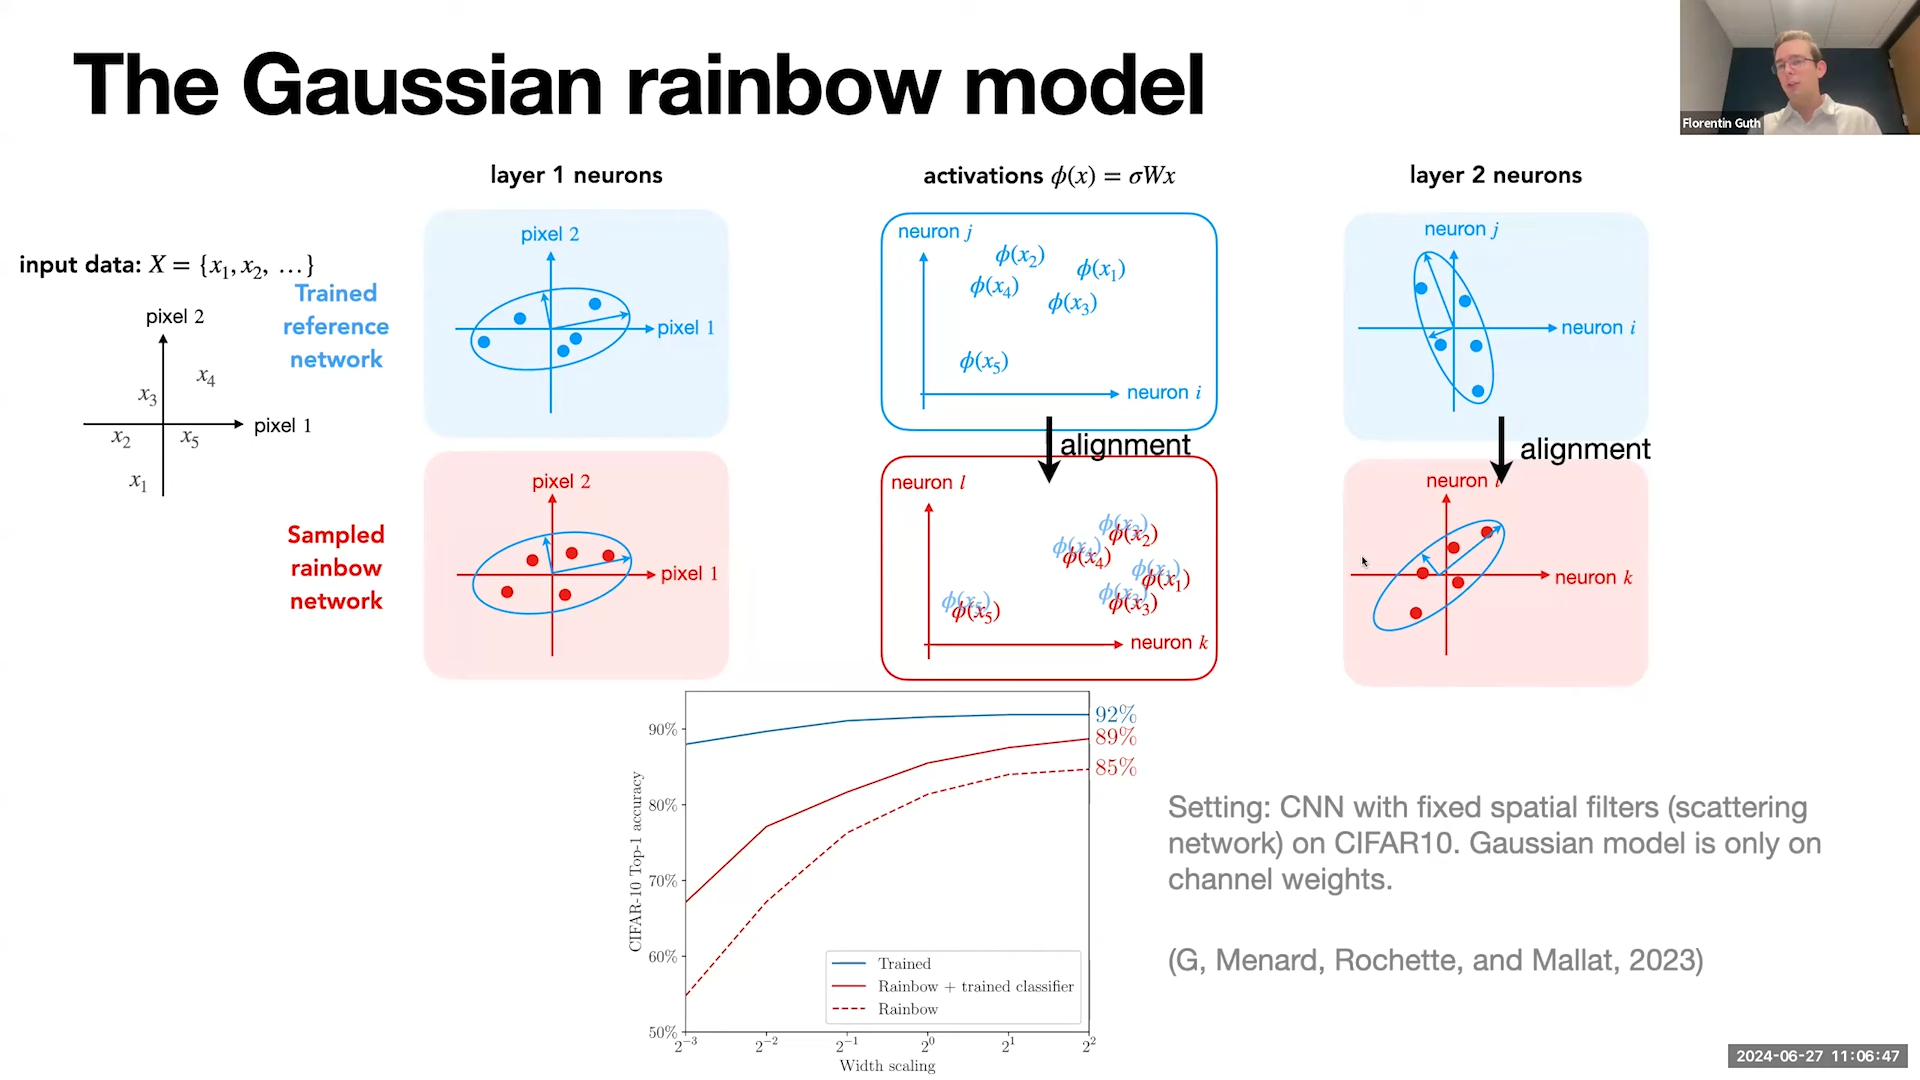 The Gaussian rainbow model
Florentin Guth
layer 1 neurons
activations ϕ(x) = σWx
layer 2 neurons
input data: X = {x₁, x₂, …}
pixel 2
x₄
x₃
pixel 1
x₂
x₅
x₁
Trained
reference
network
pixel 2
pixel 1
neuron j
ϕ(x₂)
ϕ(x₁)
ϕ(x₄)
ϕ(x₃)
ϕ(x₅)
neuron i
neuron j
neuron i
alignment
alignment
Sampled
rainbow
network
pixel 2
pixel 1
neuron l
ϕ(x₂)
ϕ(x₄)
ϕ(x₁)
ϕ(x₃)
ϕ(x₅)
neuron k
neuron
neuron k
CIFAR-10 Top-1 accuracy
90%
80%
70%
60%
50%
92%
89%
85%
Trained
Rainbow + trained classifier
Rainbow
2⁻³
2⁻²
2⁻¹
2⁰
2¹
2²
Width scaling
Setting: CNN with fixed spatial filters (scattering
network) on CIFAR10. Gaussian model is only on
channel weights.
(G, Menard, Rochette, and Mallat, 2023)
2024-06-27 11:06:47